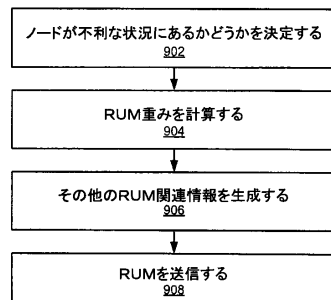 ノードが不利な状況にあるかどうかを決定する
902
RUM重みを計算する
904
その他のRUM関連情報を生成する
906
RUMを送信する
908